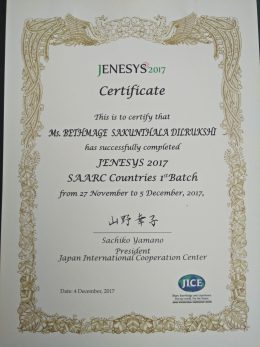 JENESYS 2017
Certificate
This is to certify that
Ms. BETHMAGE SAKUNTHALA DILRUKSHI
has successfully completed
JENESYS 2017
SAARC Countries 1st Batch
from 27 November to 5 December, 2017,
山野幸子
Sachiko Yamano
President
Japan International Cooperation Center
JICE
Date: 4 December, 2017